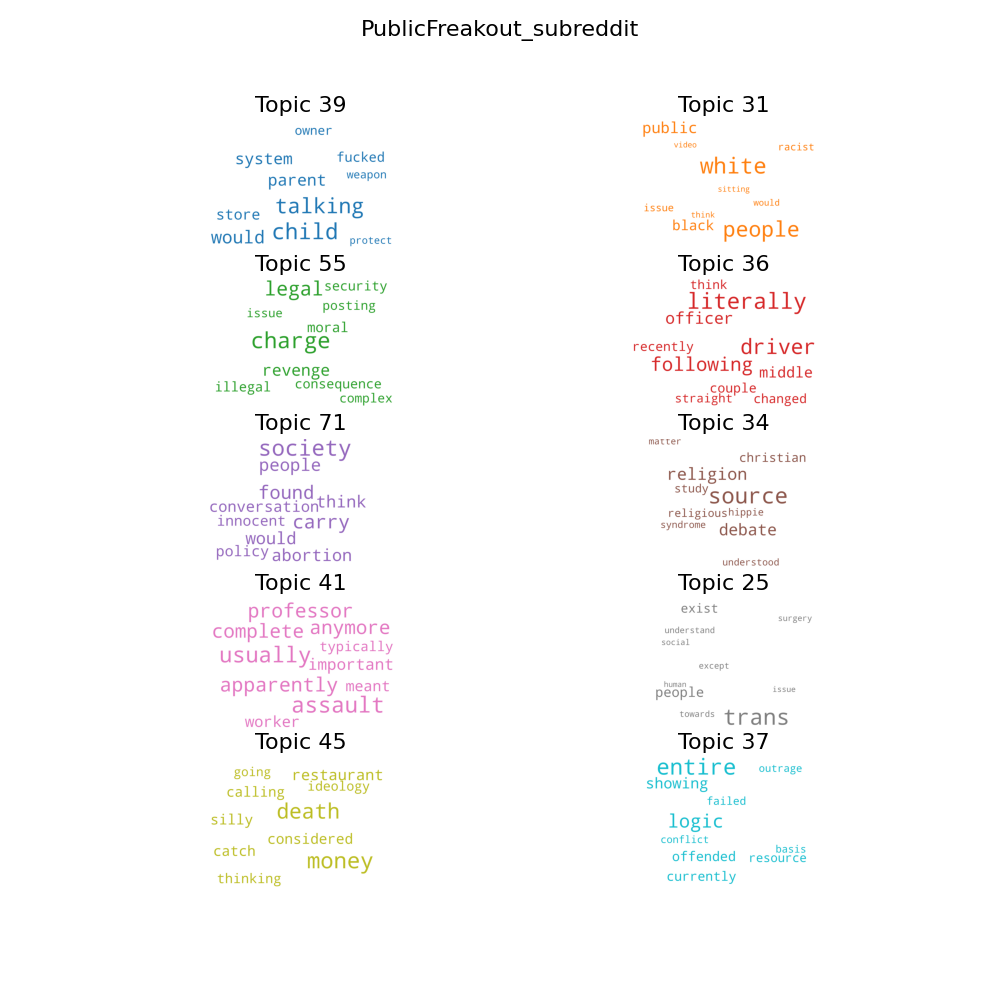 PublicFreakout_subreddit
Topic 39
owner
system
fucked
parent
weapon
talking
store
child
would
protect
Topic 31
public
video
racist
white
sitting
would
issue
think
black
people
Topic 55
legal
security
posting
issue
moral
charge
revenge
illegal
consequence
complex
Topic 36
think
literally
officer
recently
driver
following
middle
couple
straight
changed
Topic 71
society
people
found
think
conversation
innocent
carry
would
policy
abortion
Topic 34
matter
christian
religion
study
source
religious
hippie
syndrome
debate
understood
Topic 41
professor
complete
anymore
usually
typically
important
apparently
meant
assault
worker
Topic 25
exist
surgery
understand
social
except
human
people
issue
towards
trans
Topic 45
going
restaurant
calling
ideology
death
silly
considered
catch
money
thinking
Topic 37
entire
outrage
showing
failed
logic
conflict
basis
offended
resource
currently